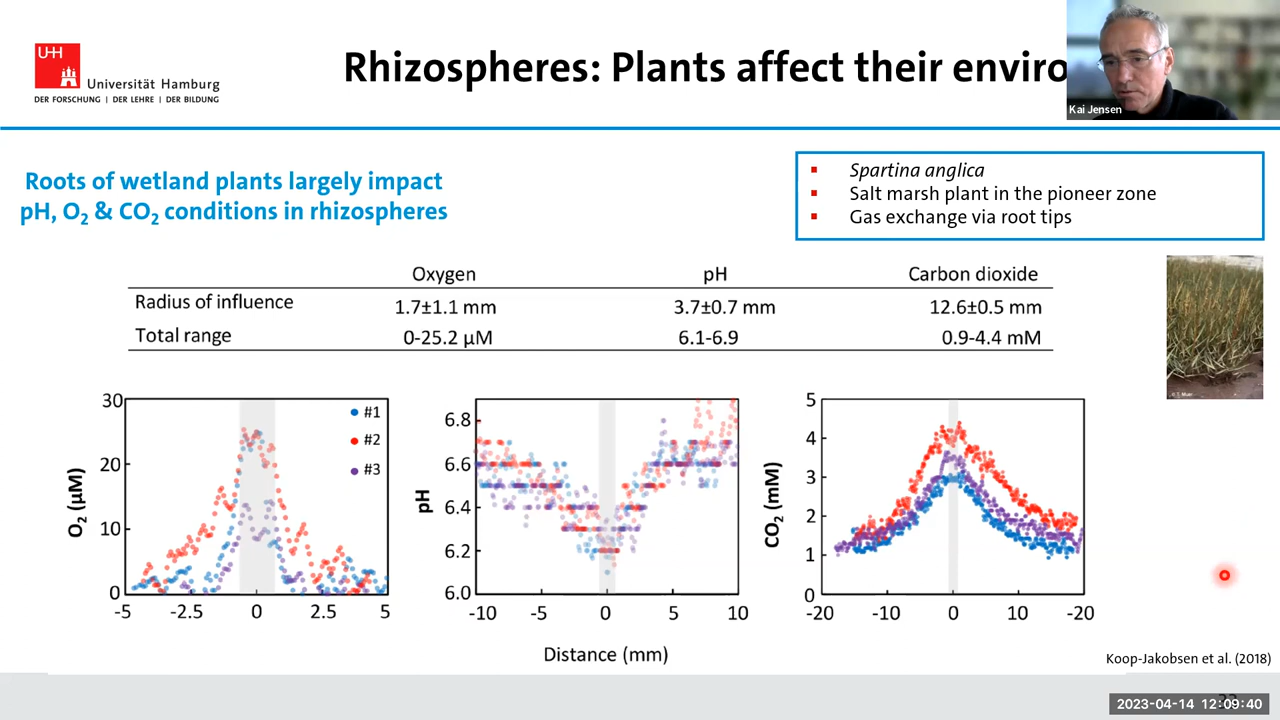 UHH
Universität Hamburg
DER FORSCHUNG | DER LEHRE | DER BILDUNG
Rhizospheres: Plants affect their enviro
Kai Jensen
Roots of wetland plants largely impact
pH, O₂ & CO₂ conditions in rhizospheres
Spartina anglica
Salt marsh plant in the pioneer zone
Gas exchange via root tips
Oxygen pH Carbon dioxide
Radius of influence 1.7±1.1 mm 3.7±0.7 mm 12.6±0.5 mm
Total range 0-25.2 µM 6.1-6.9 0.9-4.4 mM
O₂ (µM)
30
20
10
0
-5 -2.5 0 2.5 5
#1
#2
#3
pH
6.8
6.6
6.4
6.2
6.0
-10 -5 0 5 10
CO₂ (mM)
5
4
3
2
1
0
-20 -10 0 10 -20
Distance (mm)
Koop-Jakobsen et al. (2018)
2023-04-14 12:09:40